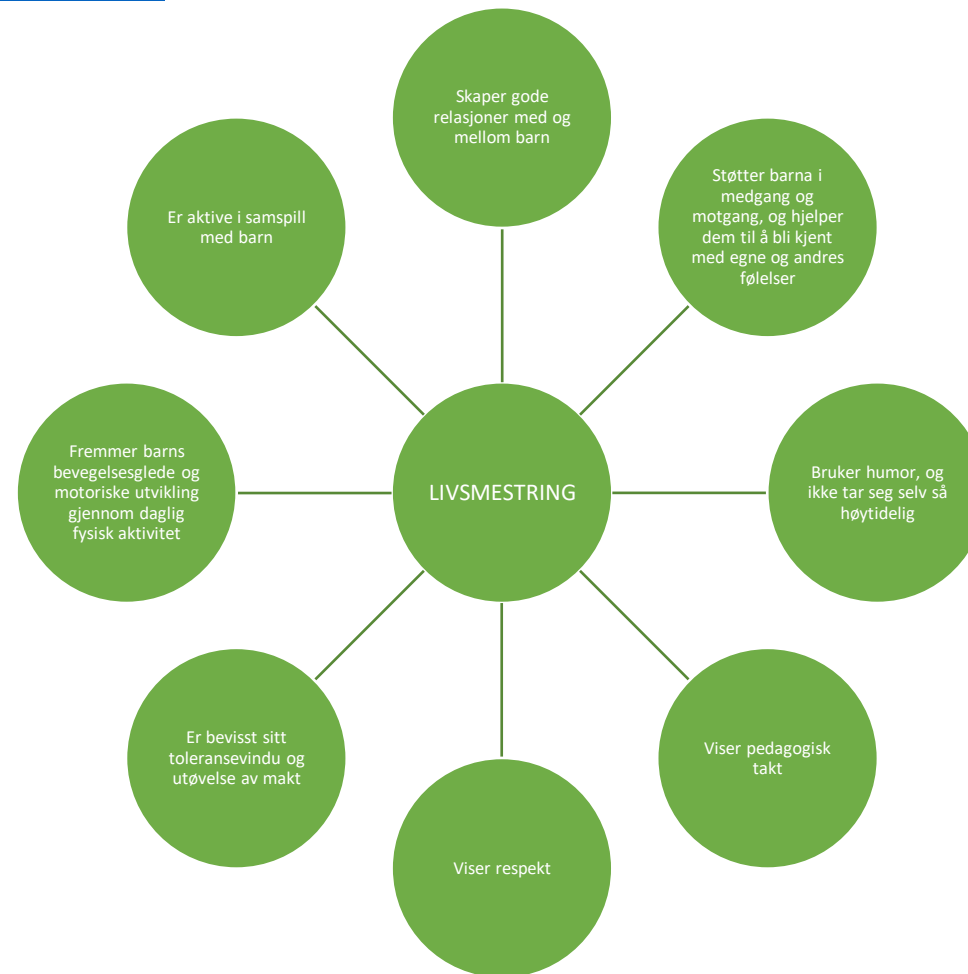 Skaper gode
relasjoner med og
mellom barn
Støtter barna i
medgang og
motgang, og hjelper
dem til å bli kjent
med egne og andres
følelser
Bruker humor, og
ikke tar seg selv så
høytidelig
Viser pedagogisk
takt
Viser respekt
Er bevisst sitt
toleransevindu og
utøvelse av makt
Fremmer barns
bevegelsesglede og
motoriske utvikling
gjennom daglig
fysisk aktivitet
Er aktive i samspill
med barn
LIVSMESTRING